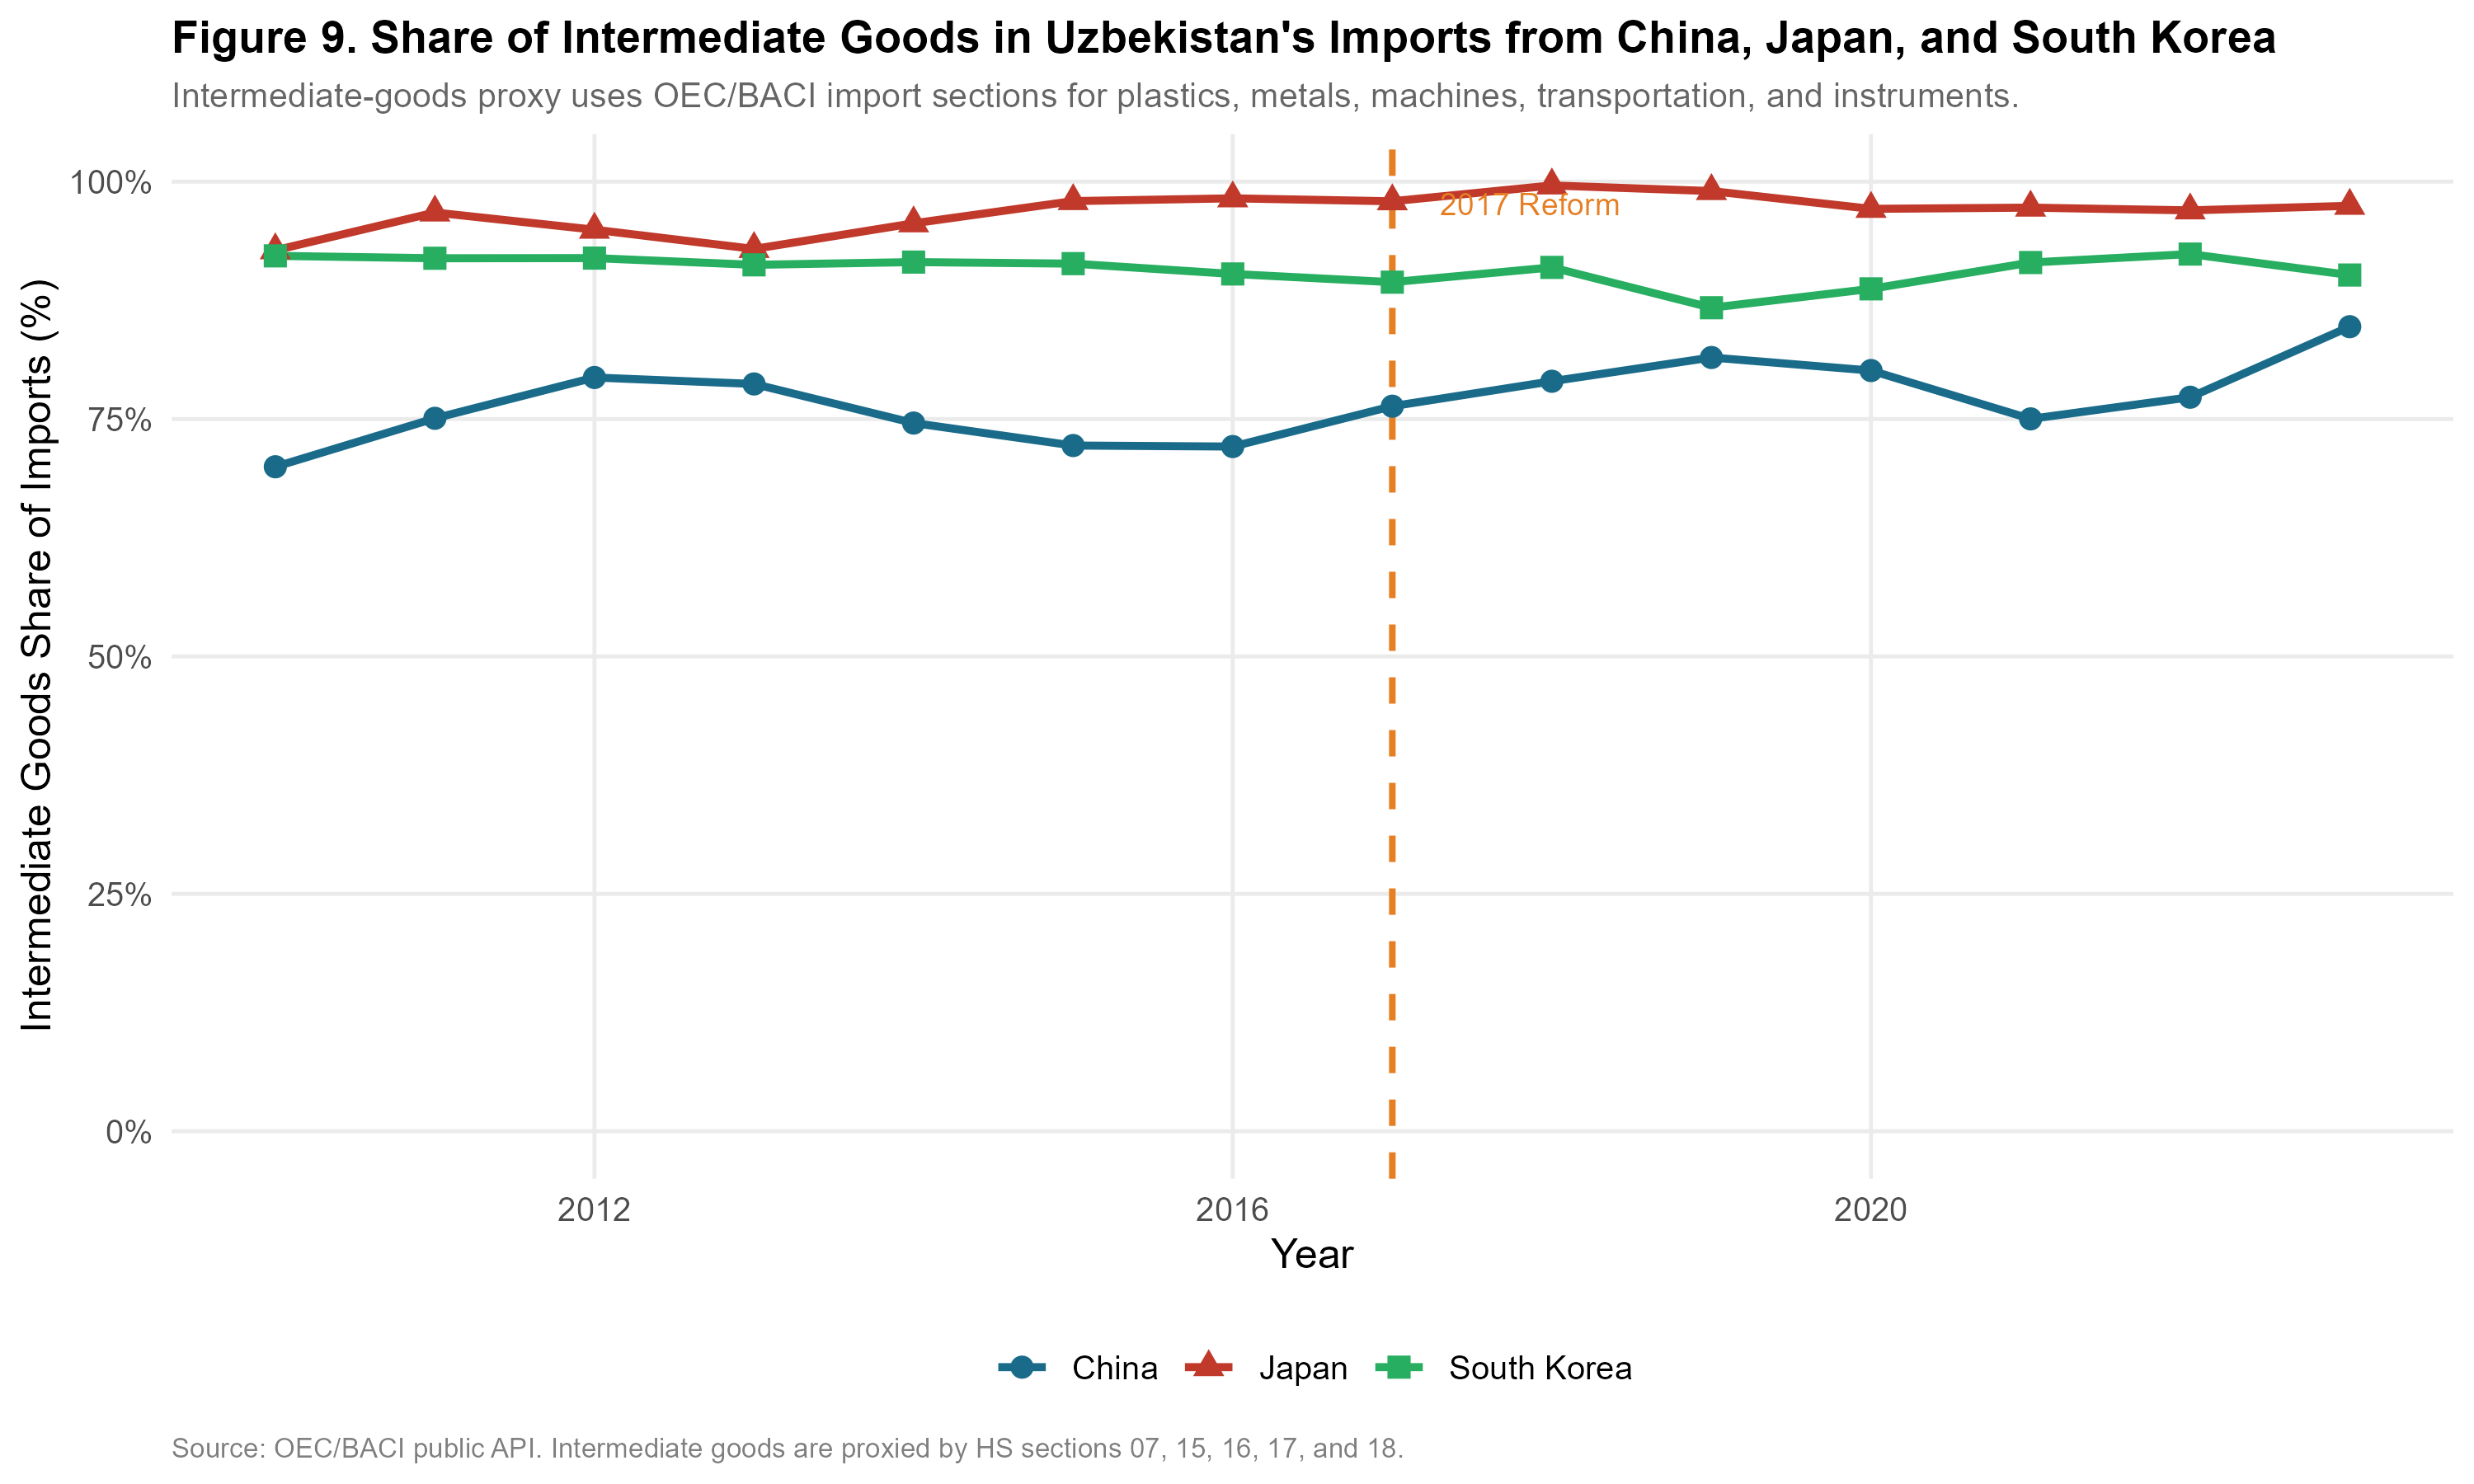 Figure 9. Share of Intermediate Goods in Uzbekistan's Imports from China, Japan, and South Korea
Intermediate-goods proxy uses OEC/BACI import sections for plastics, metals, machines, transportation, and instruments.
Intermediate Goods Share of Imports (%)
100%
75%
50%
25%
0%
2017 Reform
2012
2016
2020
Year
China
Japan
South Korea
Source: OEC/BACI public API. Intermediate goods are proxied by HS sections 07, 15, 16, 17, and 18.